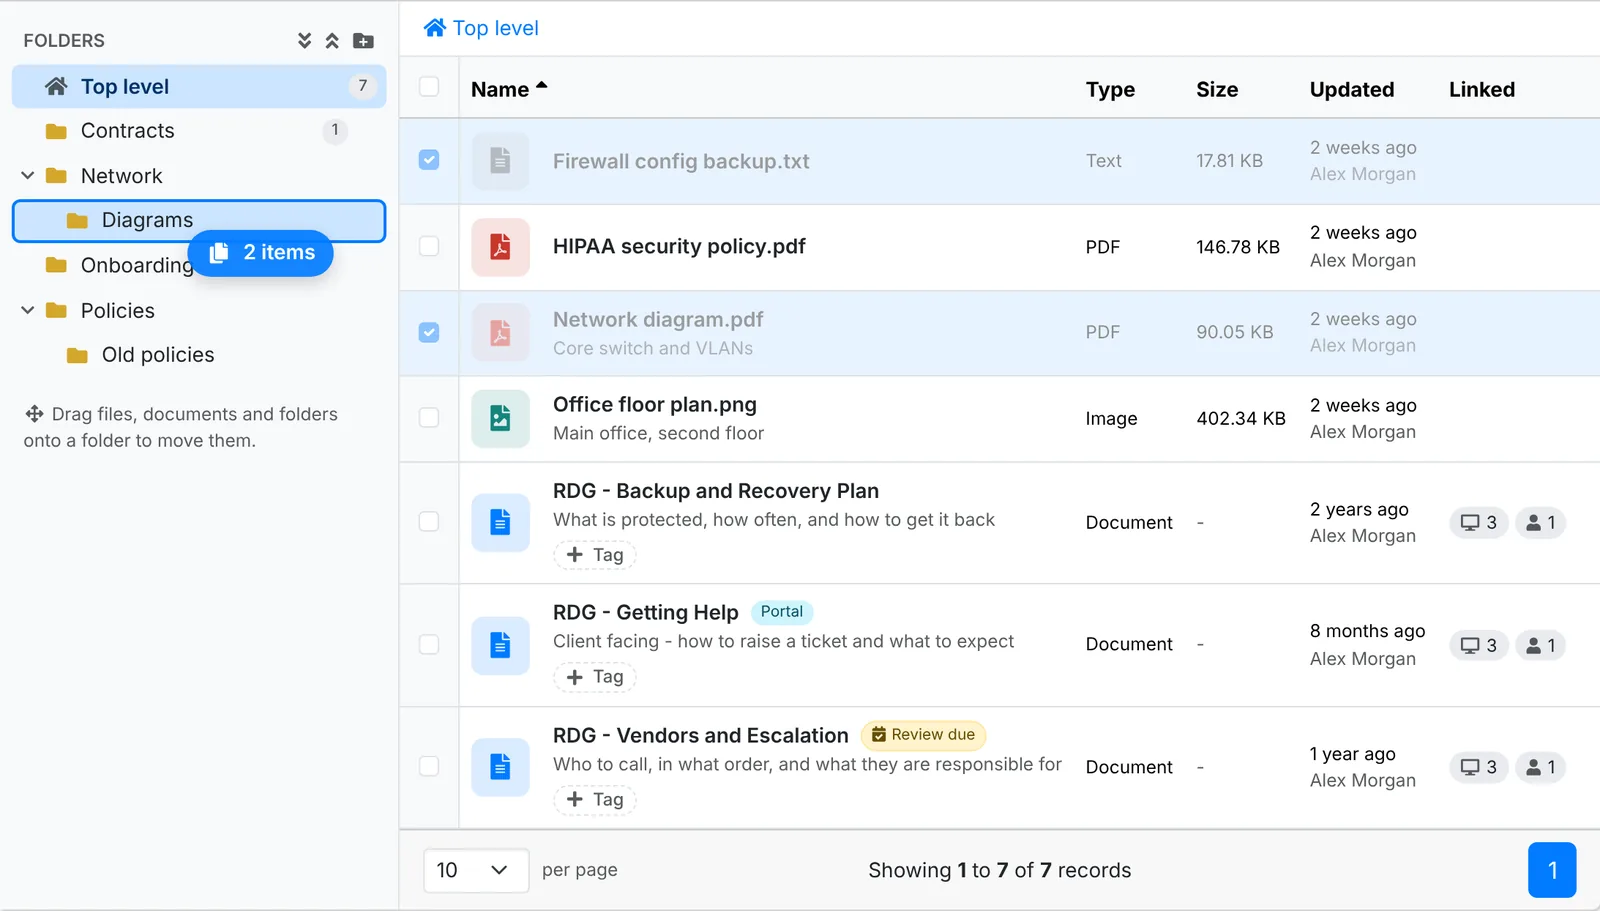 FOLDERS
Top level 7
Contracts 1
Network
Diagrams
2 items
Onboarding
Policies
Old policies
Drag files, documents and folders
onto a folder to move them.
Top level
Name Type Size Updated Linked
Firewall config backup.txt Text 17.81 KB 2 weeks ago
Alex Morgan
HIPAA security policy.pdf PDF 146.78 KB 2 weeks ago
Alex Morgan
Network diagram.pdf PDF 90.05 KB 2 weeks ago
Core switch and VLANs Alex Morgan
Office floor plan.png Image 402.34 KB 2 weeks ago
Main office, second floor Alex Morgan
RDG - Backup and Recovery Plan
What is protected, how often, and how to get it back Document - 2 years ago 3 1
+ Tag Alex Morgan
RDG - Getting Help Portal
Client facing - how to raise a ticket and what to expect Document - 8 months ago 3 1
+ Tag Alex Morgan
RDG - Vendors and Escalation Review due
Who to call, in what order, and what they are responsible for Document - 1 year ago 3 1
+ Tag Alex Morgan
10 per page Showing 1 to 7 of 7 records 1